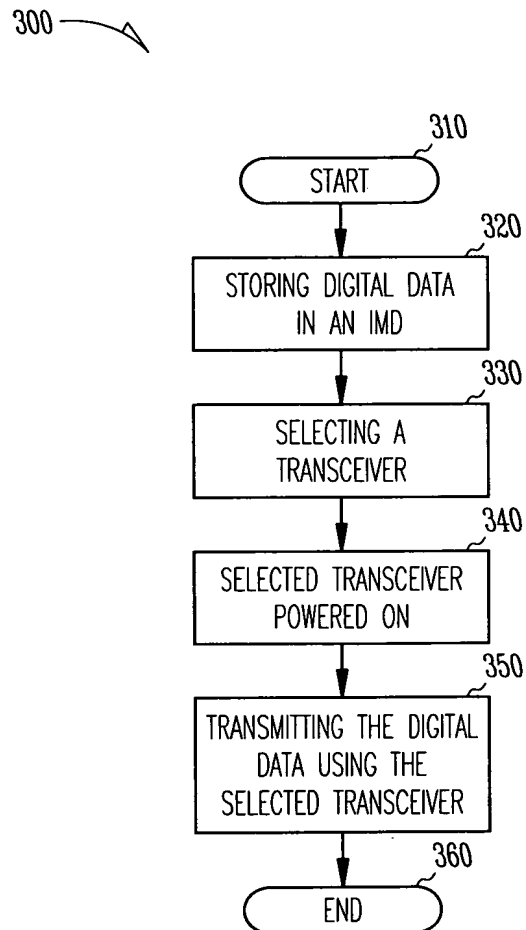 300
310
START
320
STORING DIGITAL DATA
IN AN IMD
330
SELECTING A
TRANSCEIVER
340
SELECTED TRANSCEIVER
POWERED ON
350
TRANSMITTING THE DIGITAL
DATA USING THE
SELECTED TRANSCEIVER
360
END